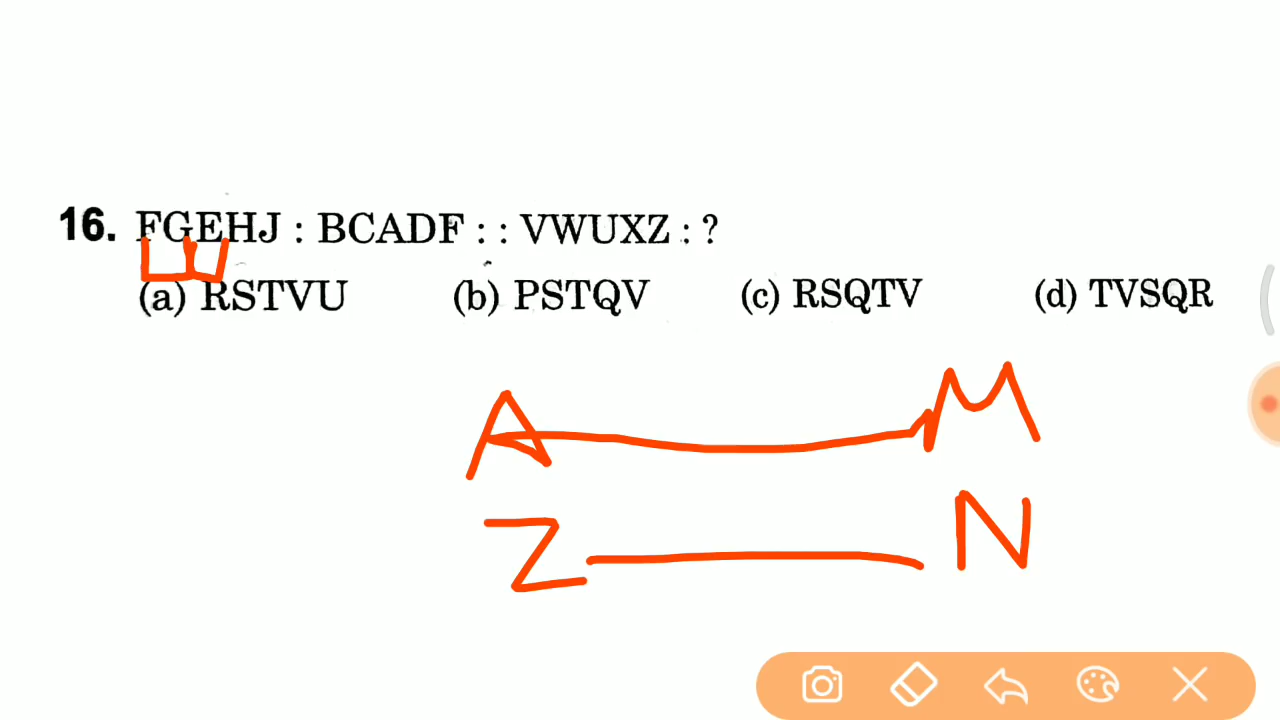 16. FGEHJ : BCADF : : VWUXZ : ?
(a) RSTVU (b) PSTQV (c) RSQTV (d) TVSQR
A M
Z N